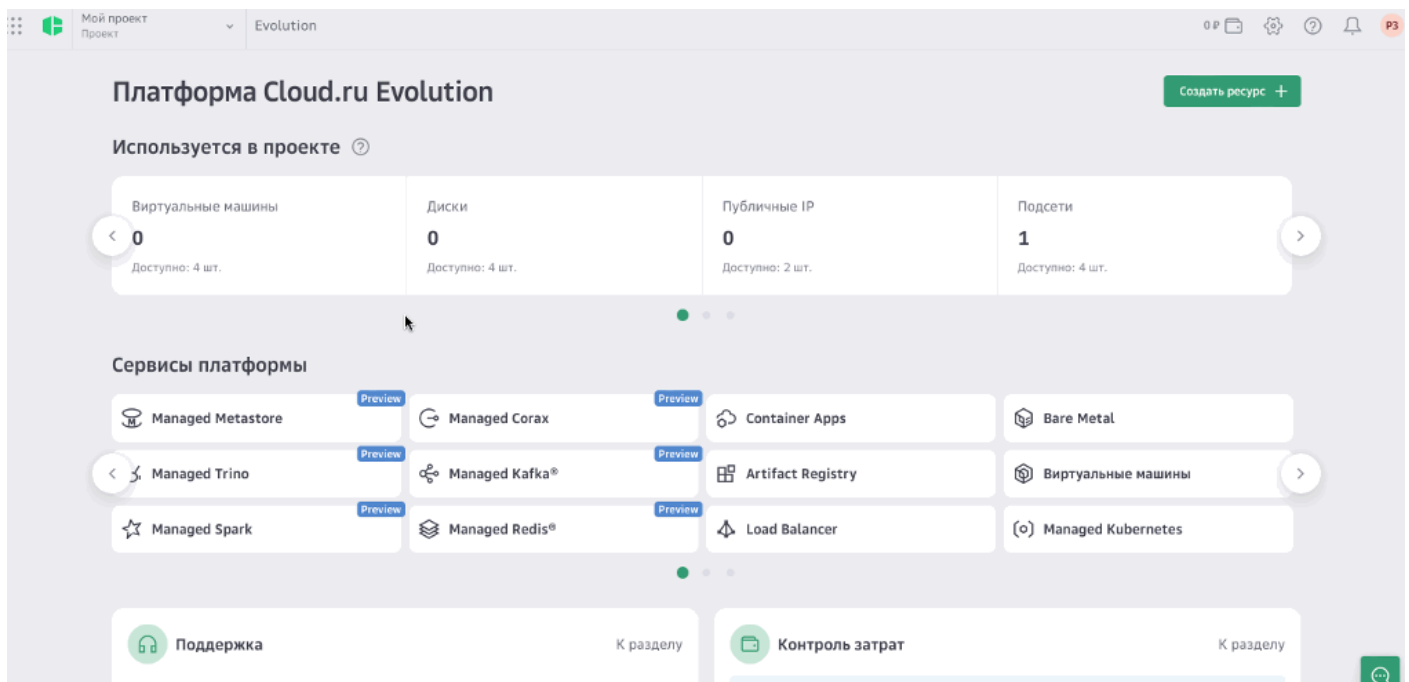 Мой проект
Проект
Evolution
0 ₽
РЗ
Платформа Cloud.ru Evolution
Создать ресурс
Используется в проекте
Виртуальные машины
0
Доступно: 4 шт.
Диски
0
Доступно: 4 шт.
Публичные IP
0
Доступно: 2 шт.
Подсети
1
Доступно: 4 шт.
Сервисы платформы
Preview
Managed Metastore
Preview
Managed Corax
Container Apps
Bare Metal
Preview
Managed Trino
Preview
Managed Kafka®
Artifact Registry
Виртуальные машины
Preview
Managed Spark
Preview
Managed Redis®
Load Balancer
Managed Kubernetes
Поддержка
К разделу
Контроль затрат
К разделу